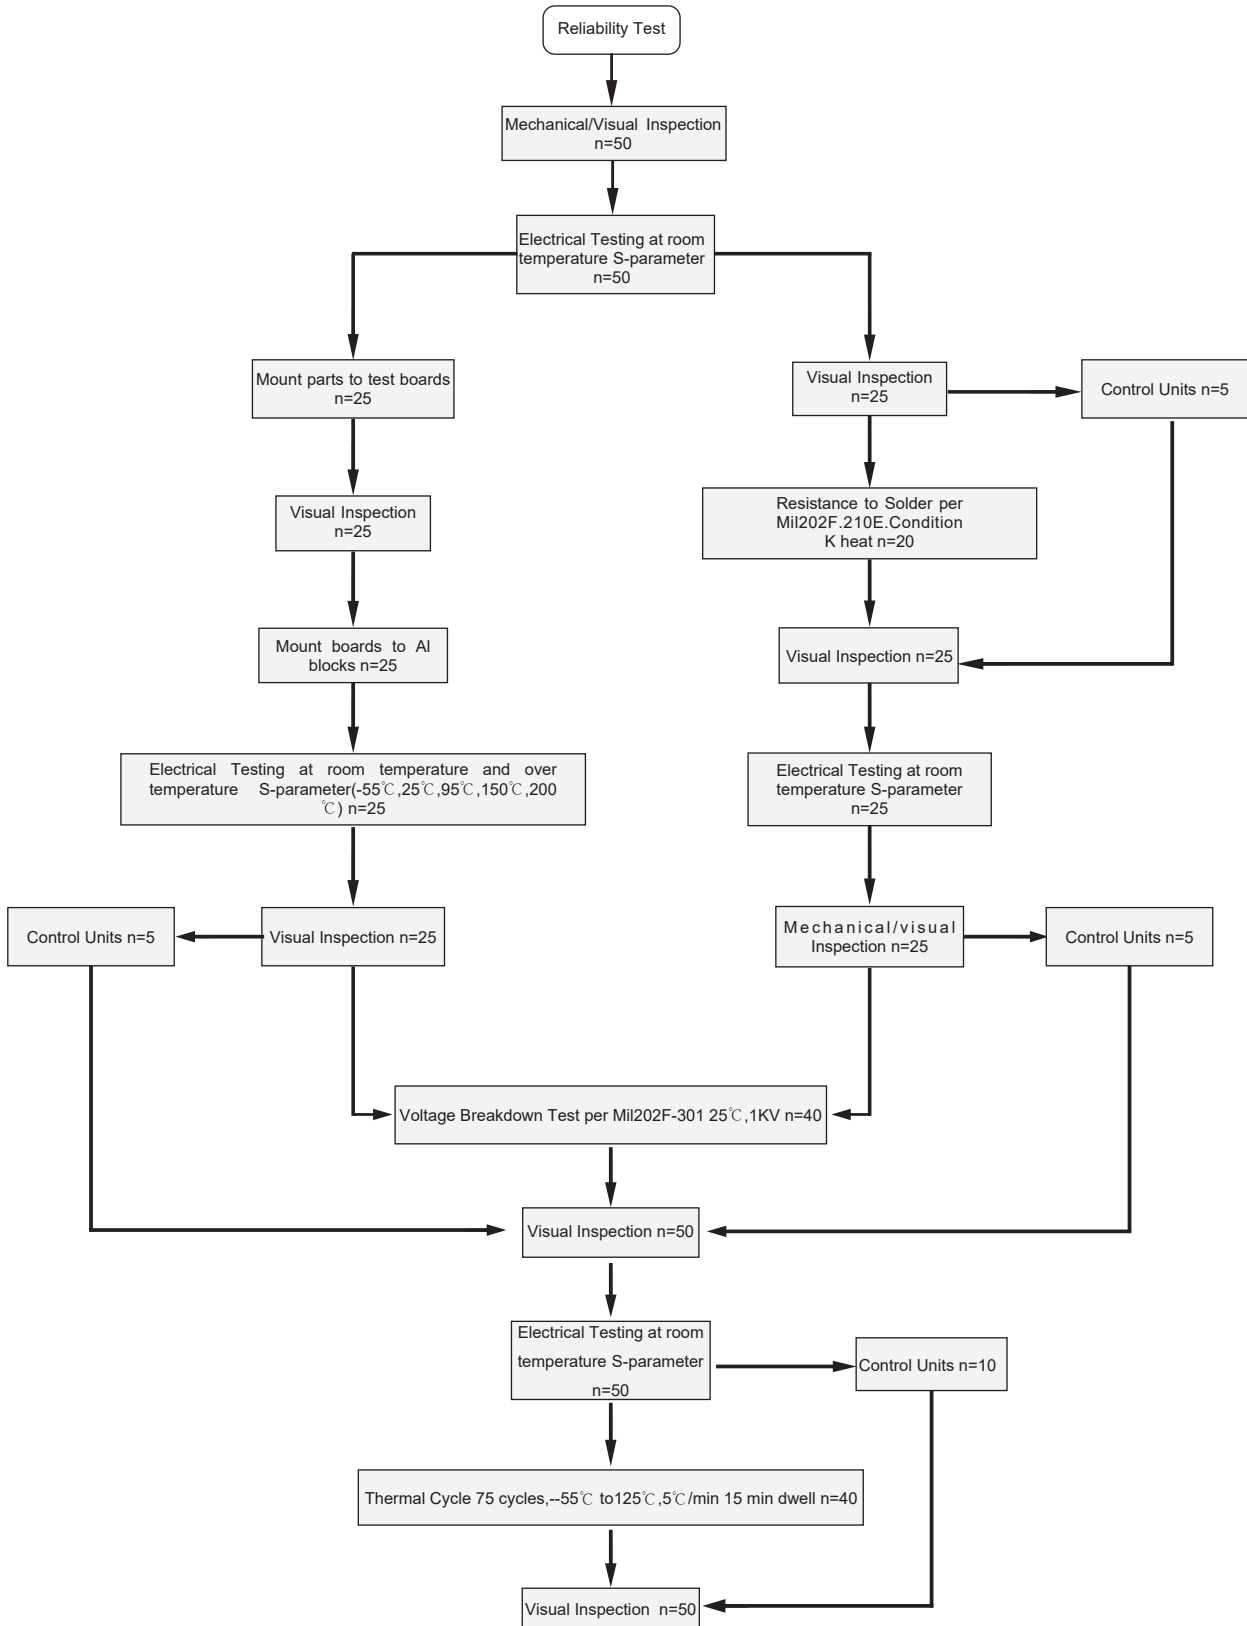 Reliability Test
Mechanical/Visual Inspection
n=50
Electrical Testing at room
temperature S-parameter
n=50
Mount parts to test boards
n=25
Visual Inspection
n=25
Control Units n=5
Visual Inspection
n=25
Resistance to Solder per
Mil202F.210E.Condition
K heat n=20
Mount boards to Al
blocks n=25
Visual Inspection n=25
Electrical Testing at room temperature and over
temperature S-parameter(-55℃,25℃,95℃,150℃,200
℃) n=25
Electrical Testing at room
temperature S-parameter
n=25
Control Units n=5
Visual Inspection n=25
Mechanical/visual
Inspection n=25
Control Units n=5
Voltage Breakdown Test per Mil202F-301 25℃,1KV n=40
Visual Inspection n=50
Electrical Testing at room
temperature S-parameter
n=50
Control Units n=10
Thermal Cycle 75 cycles,--55℃ to125℃,5℃/min 15 min dwell n=40
Visual Inspection n=50